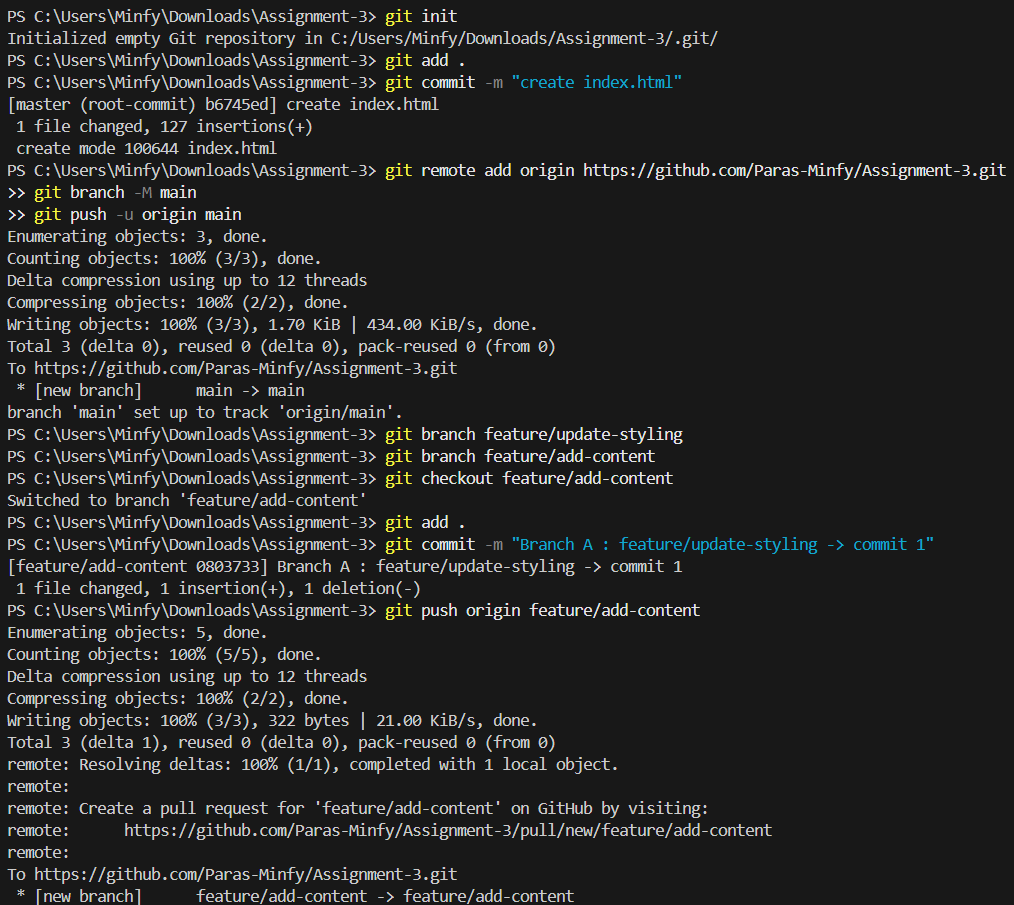 PS C:\Users\Minfy\Downloads\Assignment-3> git init
Initialized empty Git repository in C:/Users/Minfy/Downloads/Assignment-3/.git/
PS C:\Users\Minfy\Downloads\Assignment-3> git add .
PS C:\Users\Minfy\Downloads\Assignment-3> git commit -m "create index.html"
[master (root-commit) b6745ed] create index.html
 1 file changed, 127 insertions(+)
 create mode 100644 index.html
PS C:\Users\Minfy\Downloads\Assignment-3> git remote add origin https://github.com/Paras-Minfy/Assignment-3.git
>> git branch -M main
>> git push -u origin main
Enumerating objects: 3, done.
Counting objects: 100% (3/3), done.
Delta compression using up to 12 threads
Compressing objects: 100% (2/2), done.
Writing objects: 100% (3/3), 1.70 KiB | 434.00 KiB/s, done.
Total 3 (delta 0), reused 0 (delta 0), pack-reused 0 (from 0)
To https://github.com/Paras-Minfy/Assignment-3.git
 * [new branch]      main -> main
branch 'main' set up to track 'origin/main'.
PS C:\Users\Minfy\Downloads\Assignment-3> git branch feature/update-styling
PS C:\Users\Minfy\Downloads\Assignment-3> git branch feature/add-content
PS C:\Users\Minfy\Downloads\Assignment-3> git checkout feature/add-content
Switched to branch 'feature/add-content'
PS C:\Users\Minfy\Downloads\Assignment-3> git add .
PS C:\Users\Minfy\Downloads\Assignment-3> git commit -m "Branch A : feature/update-styling -> commit 1"
[feature/add-content 0803733] Branch A : feature/update-styling -> commit 1
 1 file changed, 1 insertion(+), 1 deletion(-)
PS C:\Users\Minfy\Downloads\Assignment-3> git push origin feature/add-content
Enumerating objects: 5, done.
Counting objects: 100% (5/5), done.
Delta compression using up to 12 threads
Compressing objects: 100% (2/2), done.
Writing objects: 100% (3/3), 322 bytes | 21.00 KiB/s, done.
Total 3 (delta 1), reused 0 (delta 0), pack-reused 0 (from 0)
remote: Resolving deltas: 100% (1/1), completed with 1 local object.
remote:
remote: Create a pull request for 'feature/add-content' on GitHub by visiting:
remote:      https://github.com/Paras-Minfy/Assignment-3/pull/new/feature/add-content
remote:
To https://github.com/Paras-Minfy/Assignment-3.git
 * [new branch]      feature/add-content -> feature/add-content